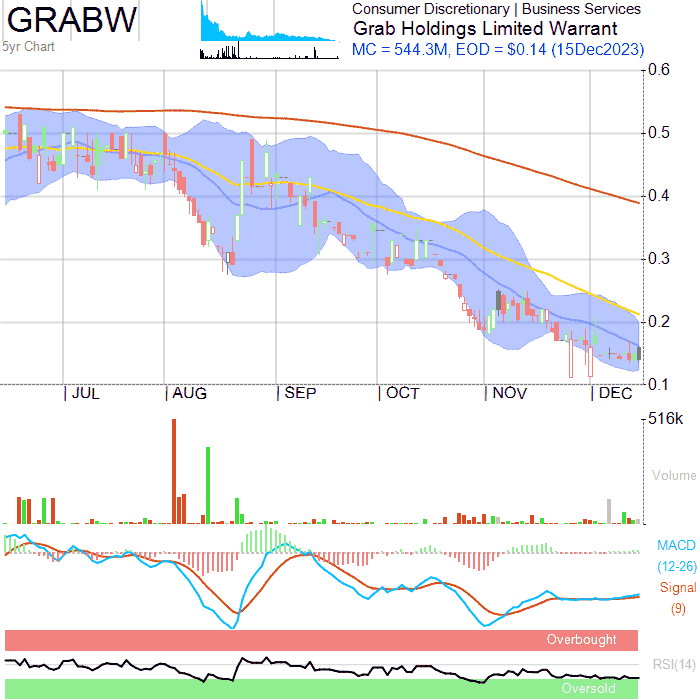 GRABW
5yr Chart
Consumer Discretionary | Business Services
Grab Holdings Limited Warrant
MC = 544.3M, EOD = $0.14 (15Dec2023)
0.6
0.5
0.4
0.3
0.2
0.1
JUL AUG SEP OCT NOV DEC
516k
Volume
MACD
(12-26)
Signal
(9)
Overbought
RSI(14)
Oversold